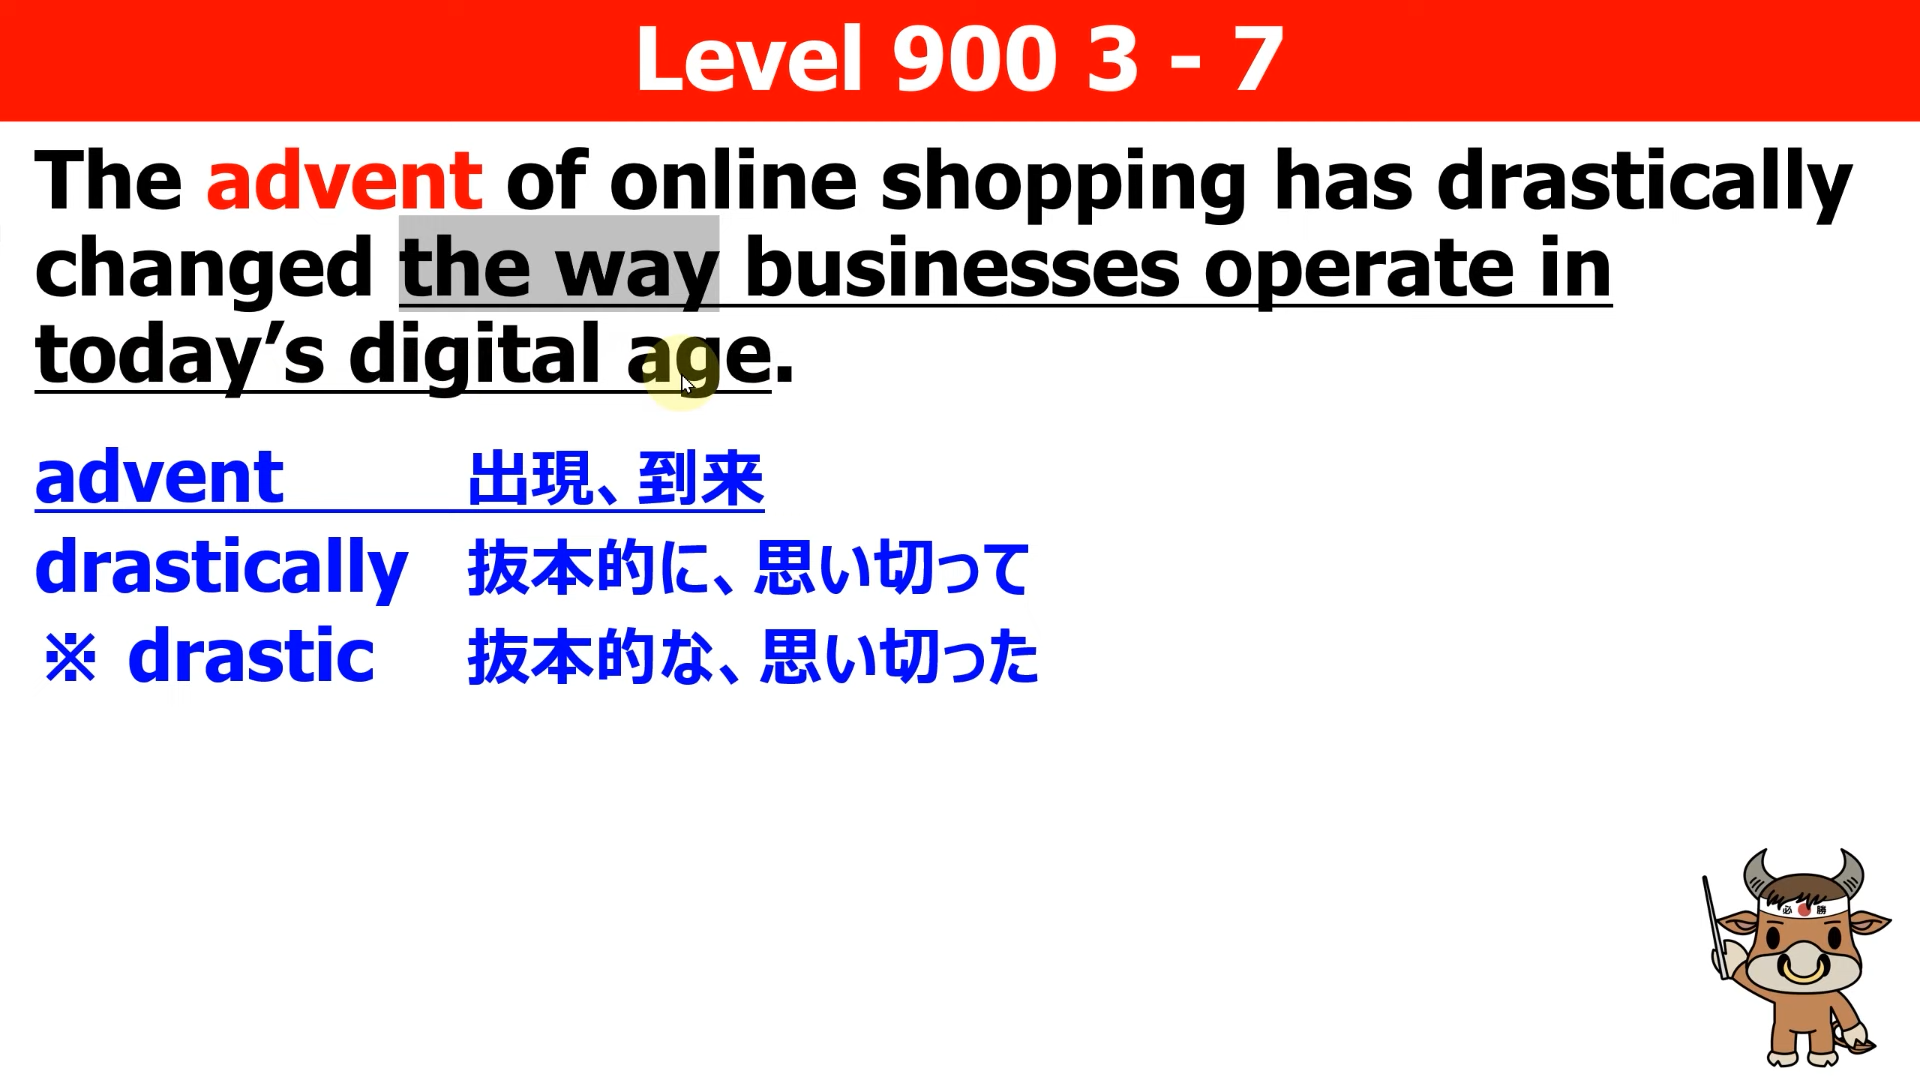 Level 900 3 - 7
The advent of online shopping has drastically
changed the way businesses operate in
today’s digital age.
advent 出現、到来
drastically 抜本的に、思い切って
※ drastic 抜本的な、思い切った
必勝